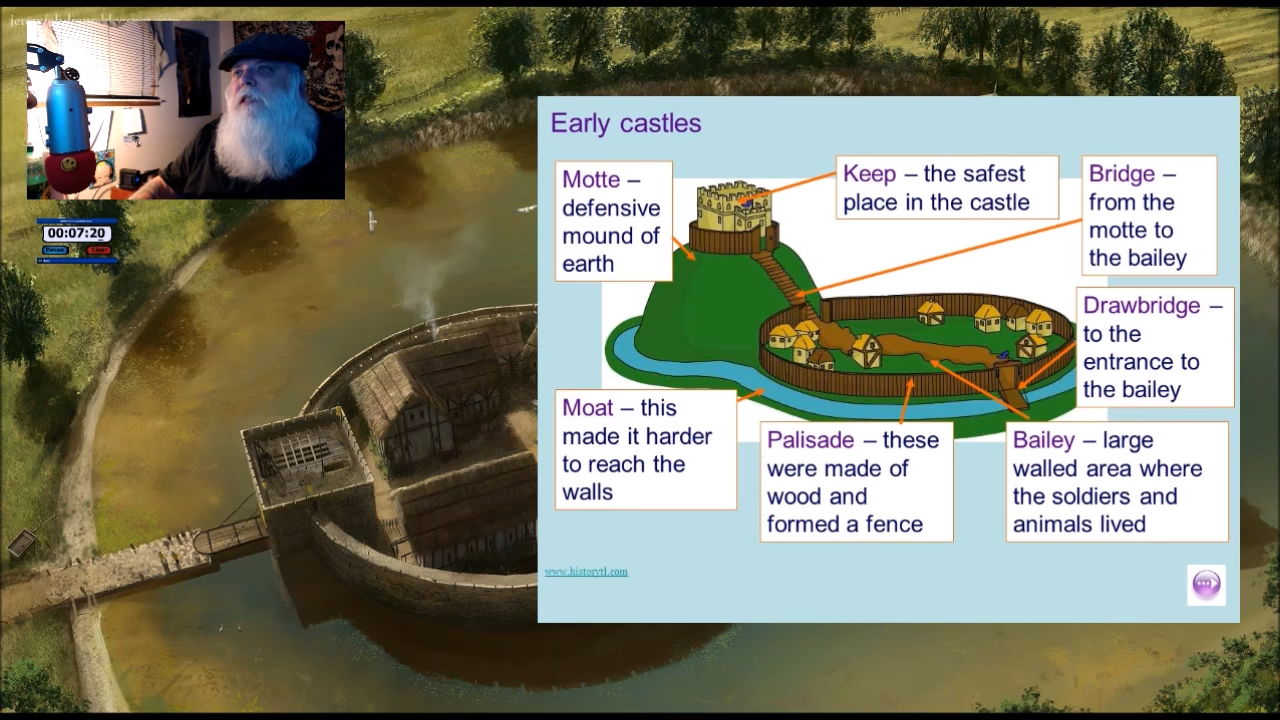 00:07:20
Early castles
Motte –
defensive
mound of
earth
Keep – the safest
place in the castle
Bridge –
from the
motte to
the bailey
Drawbridge –
to the
entrance to
the bailey
Moat – this
made it harder
to reach the
walls
Palisade – these
were made of
wood and
formed a fence
Bailey – large
walled area where
the soldiers and
animals lived
www.historytl.com